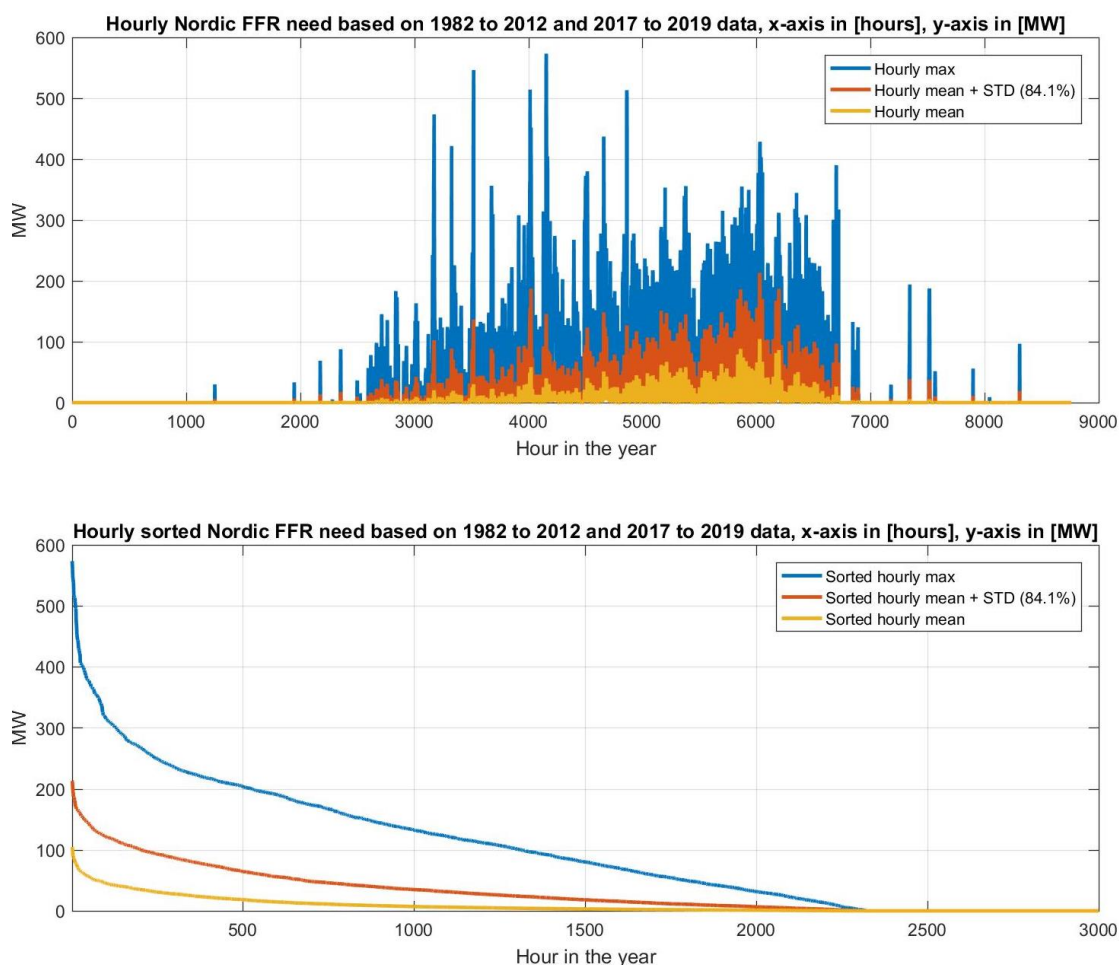 Hourly Nordic FFR need based on 1982 to 2012 and 2017 to 2019 data, x-axis in [hours], y-axis in [MW]
600
500
400
300
200
100
0
MW
Hourly max
Hourly mean + STD (84.1%)
Hourly mean
0 1000 2000 3000 4000 5000 6000 7000 8000 9000
Hour in the year
Hourly sorted Nordic FFR need based on 1982 to 2012 and 2017 to 2019 data, x-axis in [hours], y-axis in [MW]
600
500
400
300
200
100
0
MW
Sorted hourly max
Sorted hourly mean + STD (84.1%)
Sorted hourly mean
500 1000 1500 2000 2500 3000
Hour in the year